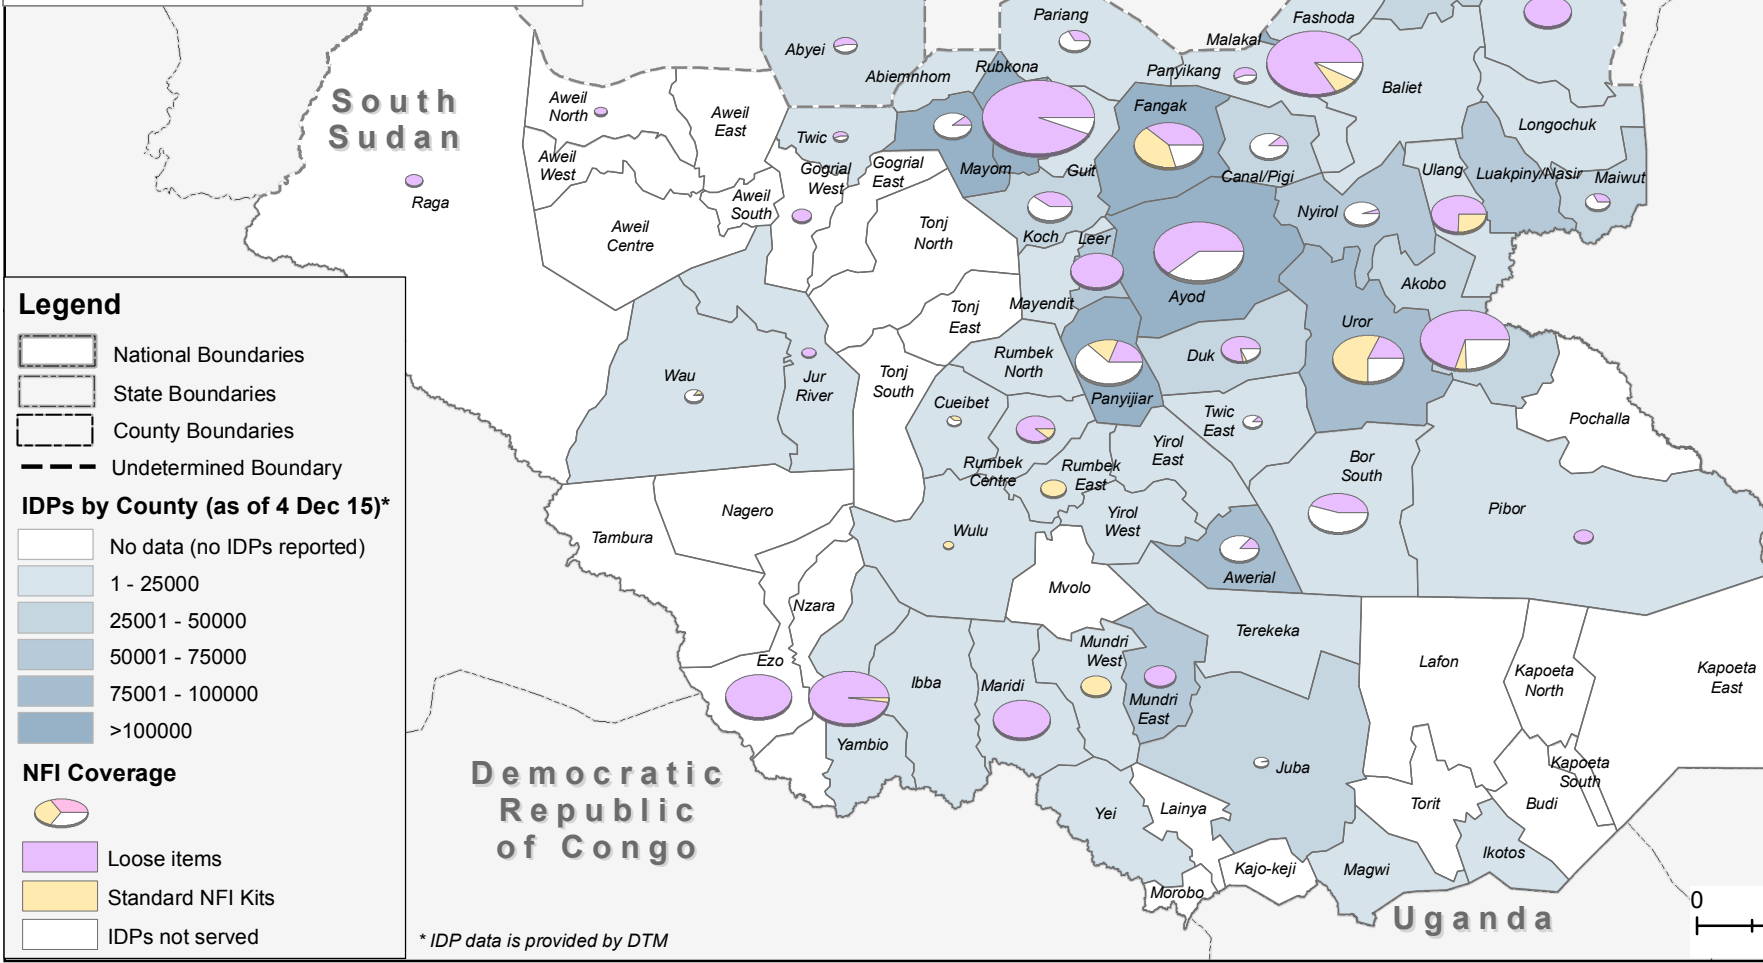 Pariang
Fashoda
Malakal
Abyei
Abiemnhom
Rubkona
Panyikang
Baliet
South
Sudan
Aweil
North
Aweil
East
Fangak
Twic
Longochuk
Aweil
West
Gogrial
West
Gogrial
East
Mayom
Guit
Canal/Pigi
Ulang
Luakpiny/Nasir
Maiwut
Raga
Aweil
South
Aweil
Centre
Tonj
North
Koch
Leer
Nyirol
Akobo
Ayod
Mayendit
Tonj
East
Uror
Duk
Rumbek
North
Wau
Jur
River
Tonj
South
Cueibet
Panyijiar
Twic
East
Pochalla
Rumbek
Centre
Rumbek
East
Yirol
East
Bor
South
Pibor
Nagero
Tambura
Wulu
Yirol
West
Awerial
Mvolo
Nzara
Terekeka
Ezo
Ibba
Maridi
Mundri
West
Mundri
East
Lafon
Kapoeta
North
Kapoeta
East
Yambio
Juba
Kapoeta
South
Yei
Lainya
Torit
Budi
Ikotos
Magwi
Kajo-keji
Morobo
Democratic
Republic
of Congo
Uganda
Legend
National Boundaries
State Boundaries
County Boundaries
Undetermined Boundary
IDPs by County (as of 4 Dec 15)*
No data (no IDPs reported)
1 - 25000
25001 - 50000
50001 - 75000
75001 - 100000
>100000
NFI Coverage
Loose items
Standard NFI Kits
IDPs not served
* IDP data is provided by DTM
0